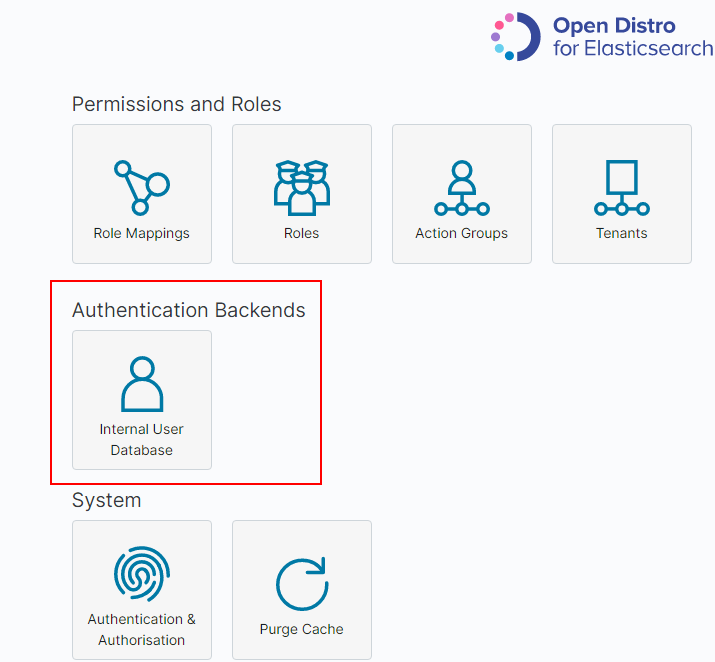 Open Distro
for Elasticsearch
Permissions and Roles
Role Mappings
Roles
Action Groups
Tenants
Authentication Backends
Internal User
Database
System
Authentication &
Authorisation
Purge Cache